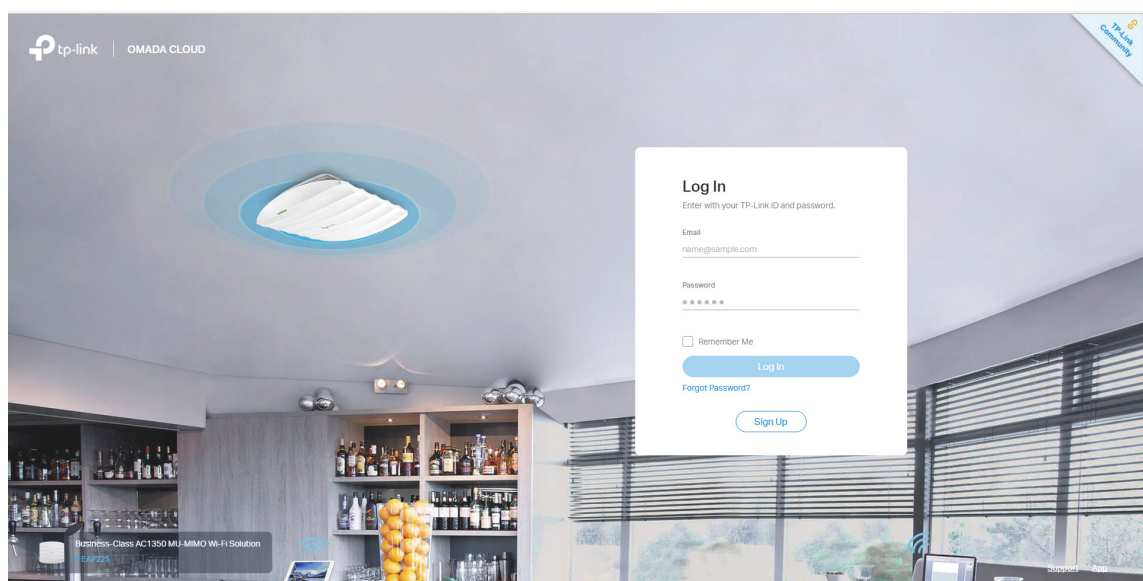 tp-link | OMADA CLOUD
TP-Link
Community
Log In
Enter with your TP-Link ID and password.
Email
name@sample.com
Password
Remember Me
Log In
Forgot Password?
Sign Up
Business-Class AC1350 MU-MIMO Wi-Fi Solution
EAP225
Support App